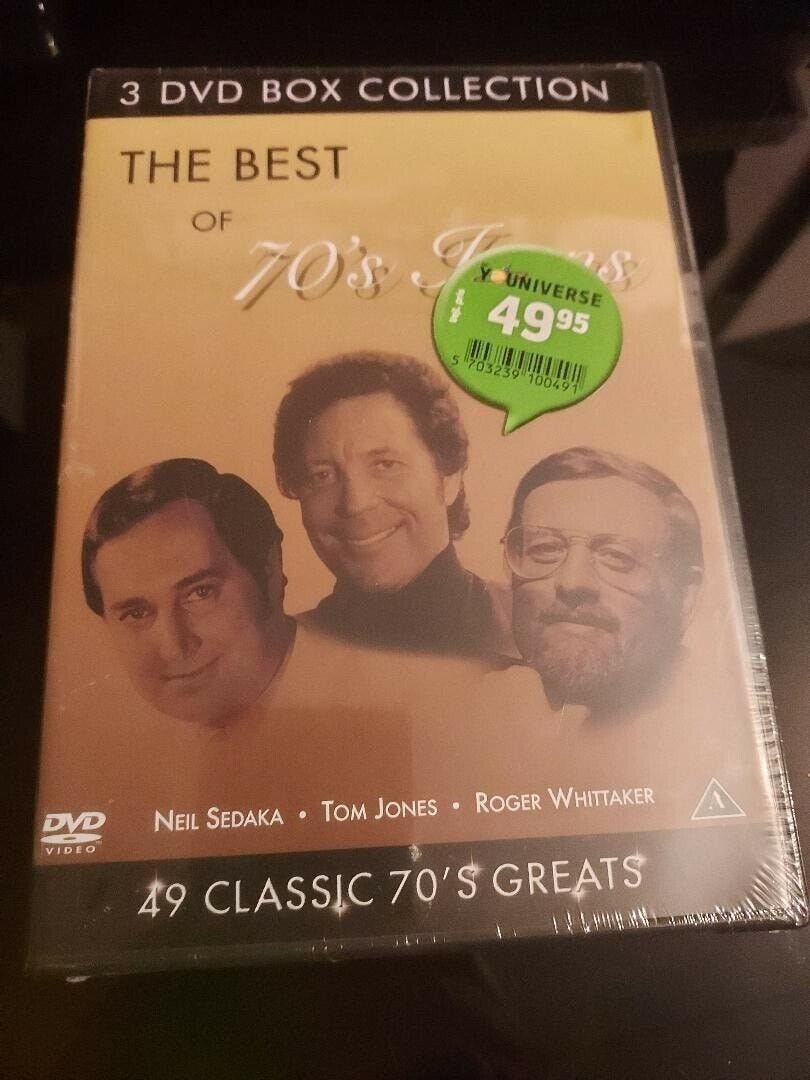 3 DVD BOX COLLECTION
THE BEST
OF
70's
YOUNIVERSE
49 95
5 703239 100491
NEIL SEDAKA • TOM JONES • ROGER WHITTAKER
A
DVD
VIDEO
49 CLASSIC 70'S GREATS